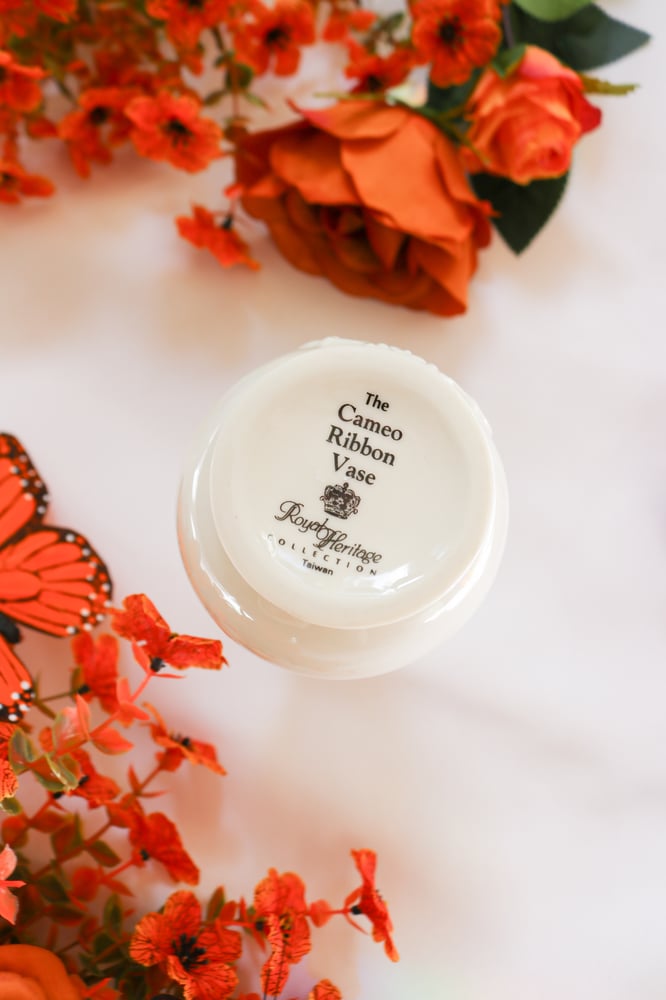 The
Cameo
Ribbon
Vase
Royal Heritage
COLLECTION
Taiwan